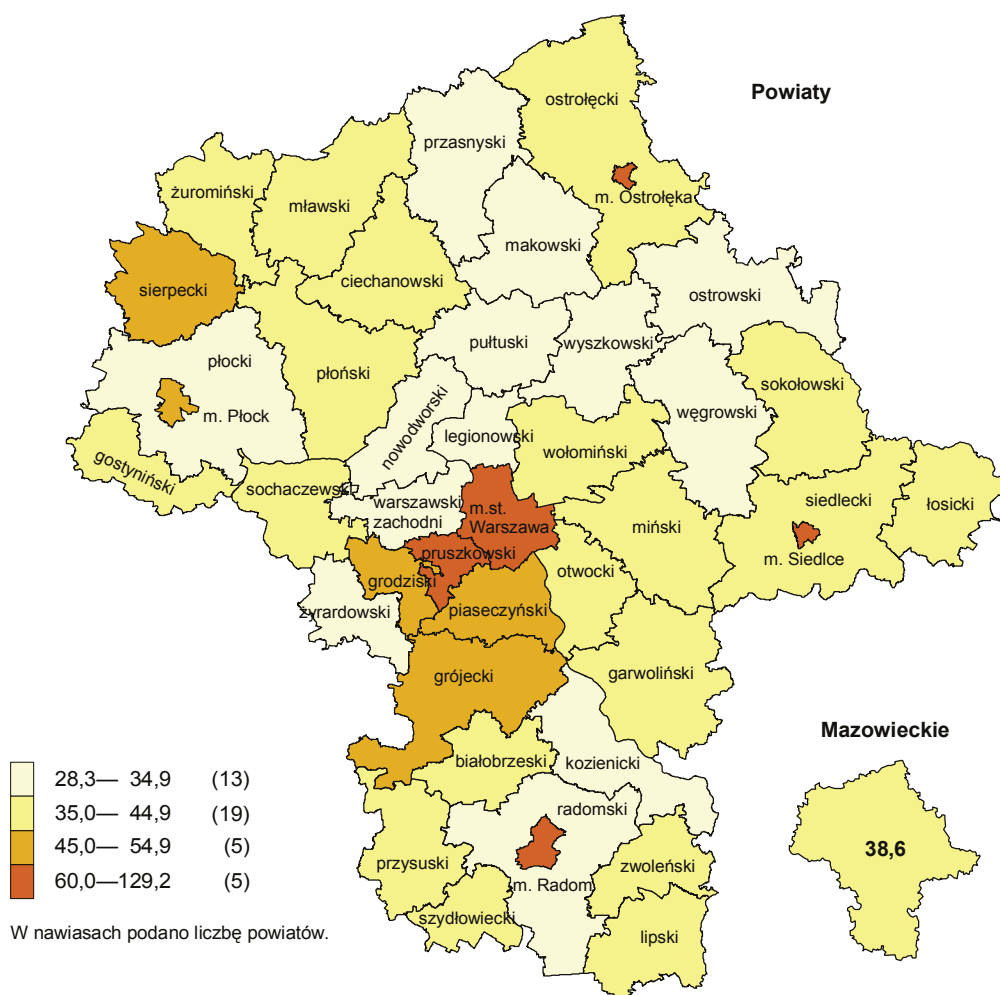 Powiaty
ostrołęcki
przasnyski
m. Ostrołęka
żuromiński
mławski
makowski
ciechanowski
sierpecki
ostrowski
pułtuski
wyszkowski
płocki
płoński
sokołowski
nowodworski
węgrowski
m. Płock
legionowski
wołomiński
gostyniński
sochaczewski
siedlecki
łosicki
warszawski
zachodni
m.st.
Warszawa
miński
m. Siedlce
pruszkowski
otwocki
grodziski
żyrardowski
piaseczyński
grójecki
garwoliński
Mazowieckie
białobrzeski
kozienicki
28,3— 34,9 (13)
35,0— 44,9 (19)
45,0— 54,9 (5)
60,0—129,2 (5)
radomski
38,6
przysuski
zwoleński
m. Radom
szydłowiecki
lipski
W nawiasach podano liczbę powiatów.